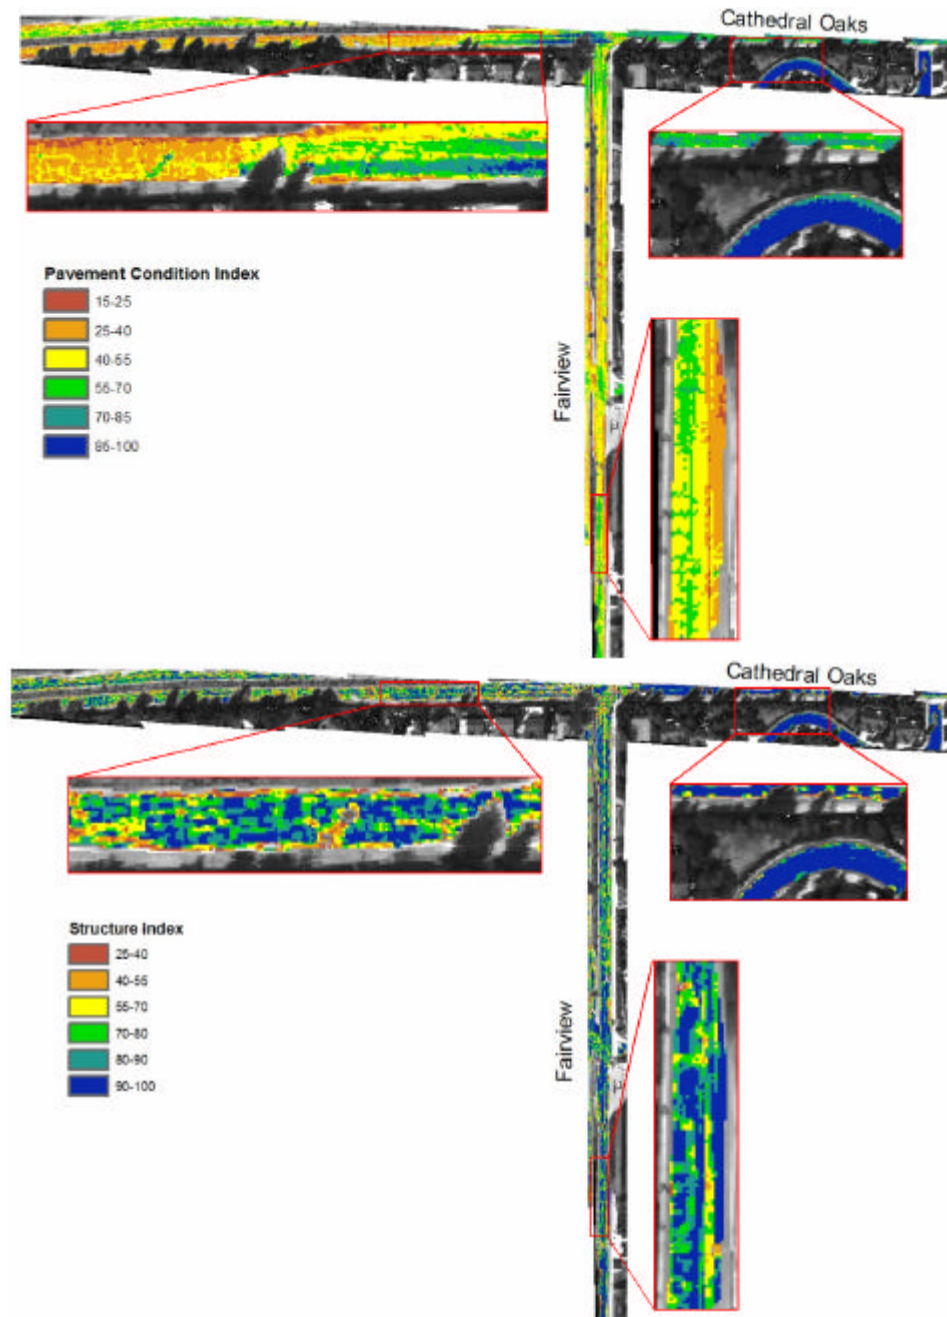 Cathedral Oaks
Pavement Condition Index
15-25
25-40
40-55
55-70
70-85
85-100
Fairview
Cathedral Oaks
Structure Index
25-40
40-55
55-70
70-80
80-90
90-100
Fairview